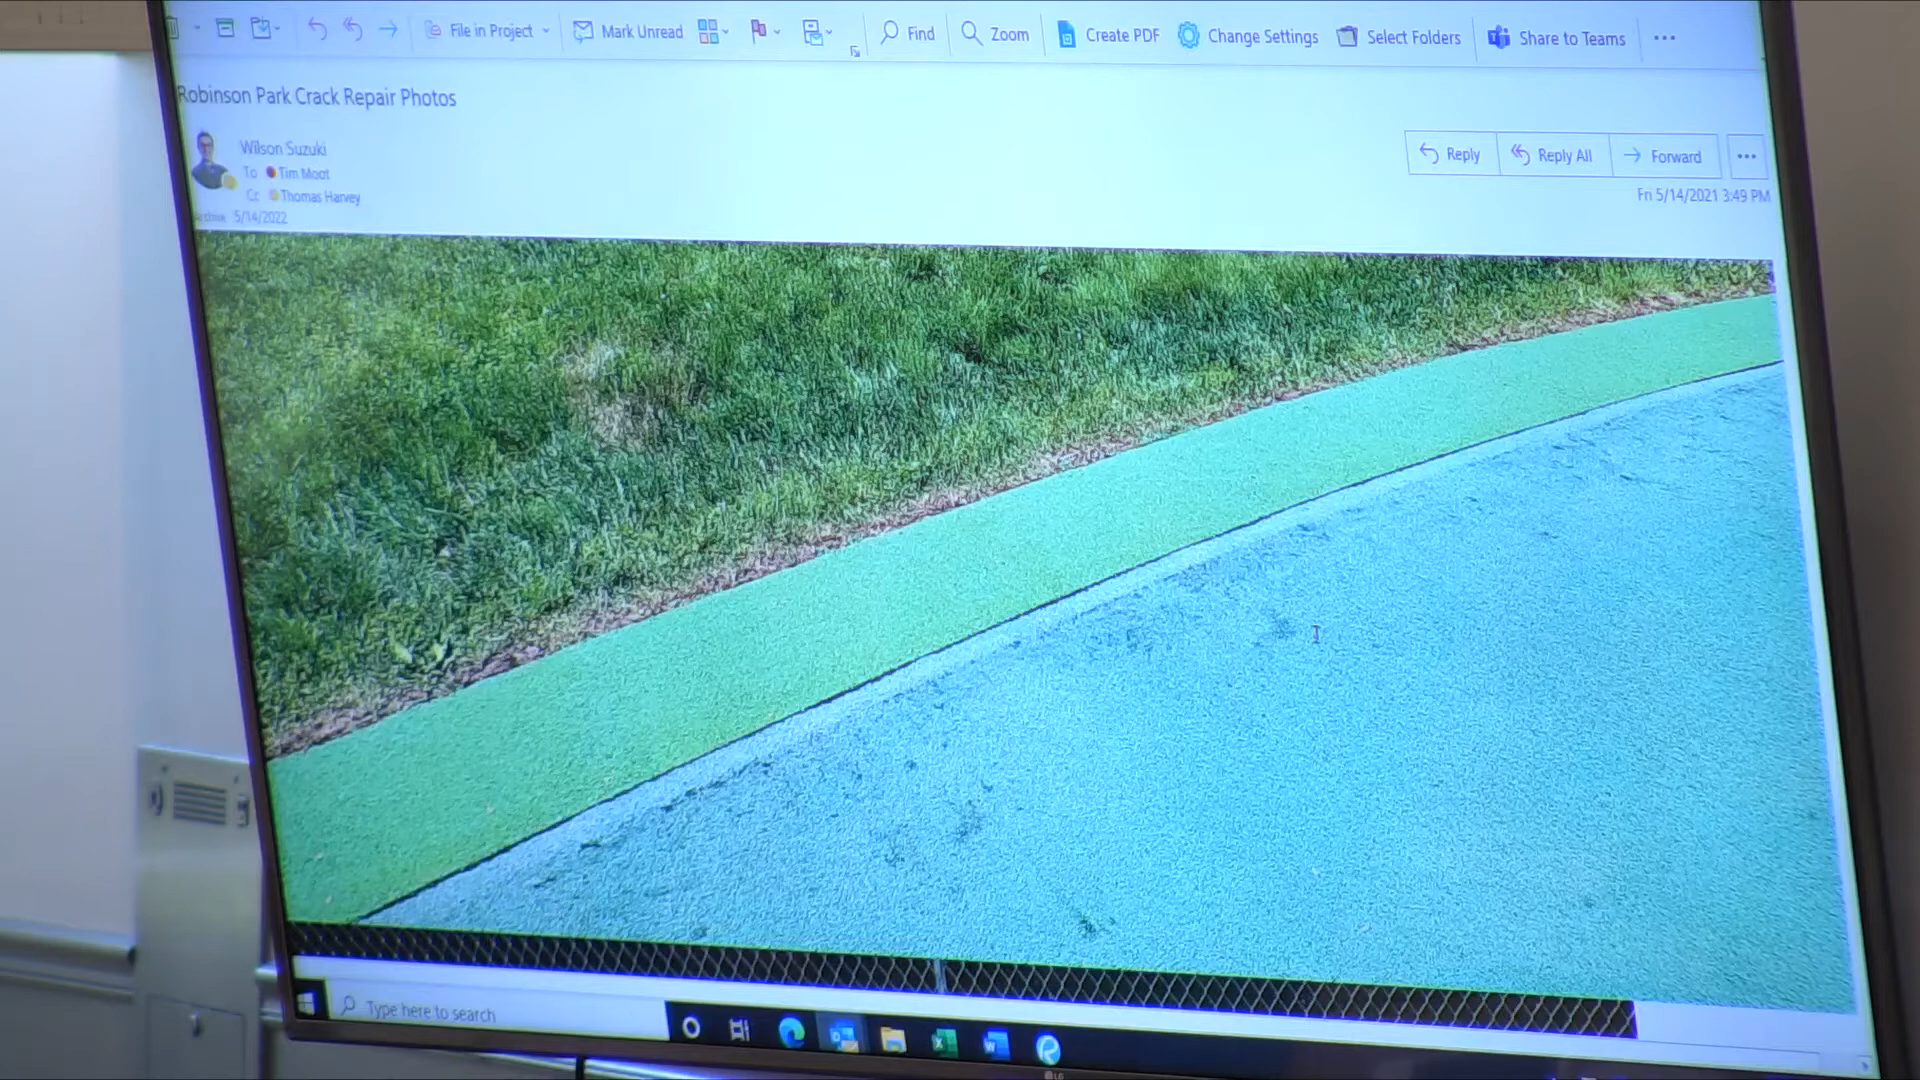 File in Project Mark Unread Find Zoom Create PDF Change Settings Select Folders Share to Teams
Robinson Park Crack Repair Photos
Wilson Suzuki
Reply Reply All Forward
To Tim Moot
Cc Thomas Harvey
Fri 5/14/2021 3:49 PM
Archive 5/14/2022
Type here to search
LG